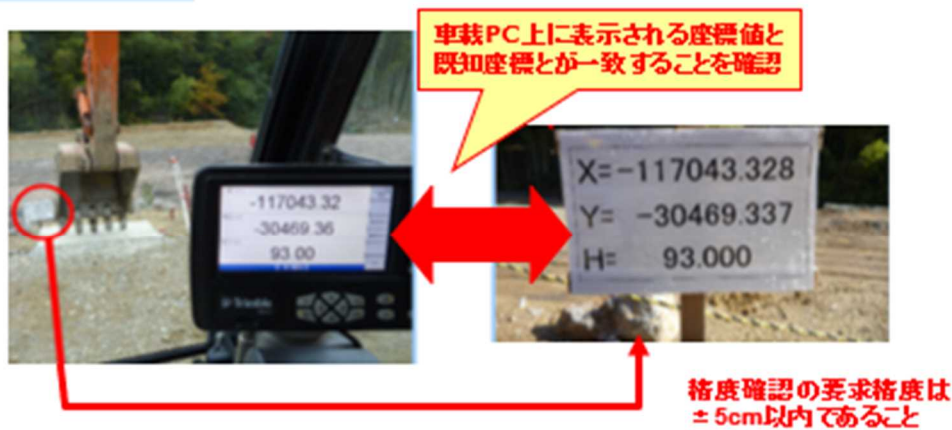 車載PC上に表示される座標値と
既知座標とが一致することを確認
-117043.32
-30469.36
93.00
Trimble
X=-117043.328
Y= -30469.337
H= 93.000
精度確認の要求精度は
±5cm以内であること